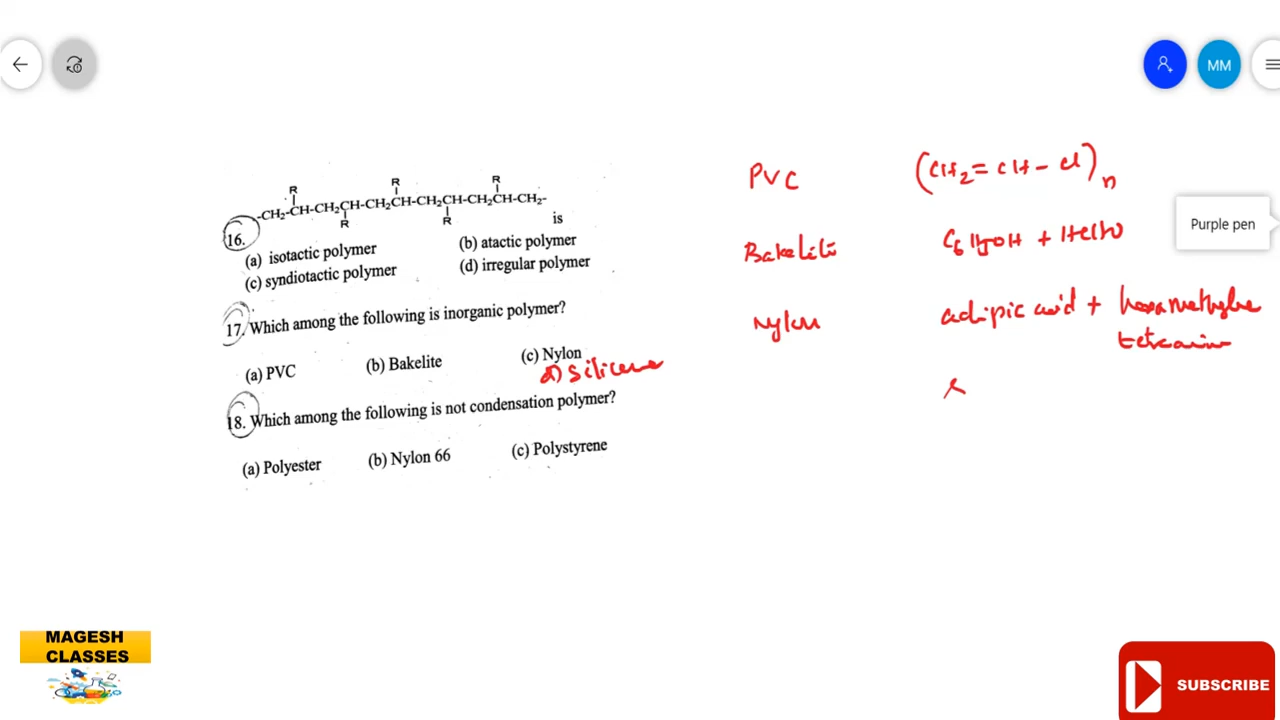 MM
R R R
-CH₂-CH-CH₂CH-CH₂CH-CH₂CH-CH₂CH-CH₂-
R R
16. is
(a) isotactic polymer (b) atactic polymer
(c) syndiotactic polymer (d) irregular polymer
17. Which among the following is inorganic polymer?
(a) PVC (b) Bakelite (c) Nylon
d) Silicone
18. Which among the following is not condensation polymer?
(a) Polyester (b) Nylon 66 (c) Polystyrene
PVC (CH₂=CH-Cl)n
Bakelite C₆H₅OH + HCHO
Nylon adipic acid +
Purple pen
MAGESH
CLASSES
SUBSCRIBE